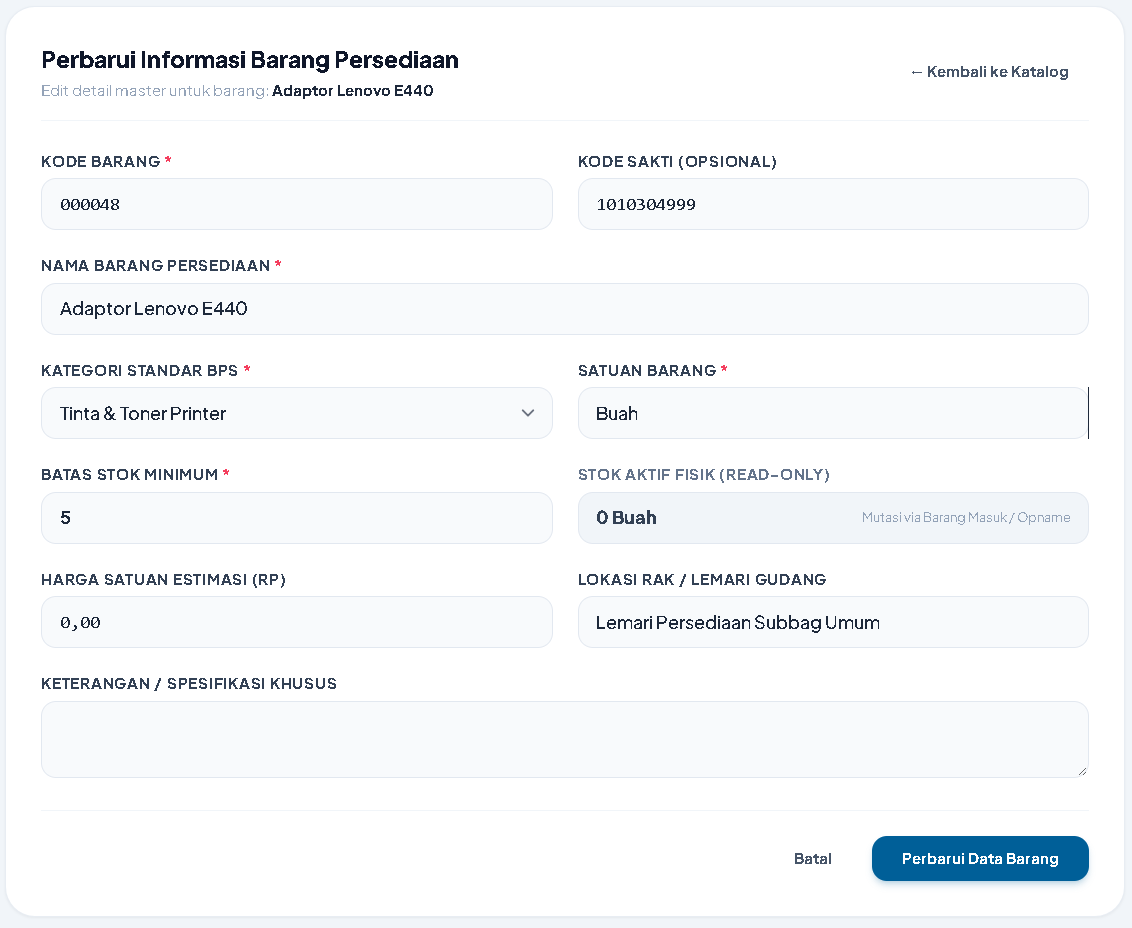 Perbarui Informasi Barang Persediaan
Edit detail master untuk barang: Adaptor Lenovo E440
← Kembali ke Katalog
KODE BARANG *
KODE SAKTI (OPSIONAL)
000048
1010304999
NAMA BARANG PERSEDIAAN *
Adaptor Lenovo E440
KATEGORI STANDAR BPS *
SATUAN BARANG *
Tinta & Toner Printer
Buah
BATAS STOK MINIMUM *
STOK AKTIF FISIK (READ-ONLY)
5
0 Buah
Mutasi via Barang Masuk / Opname
HARGA SATUAN ESTIMASI (RP)
LOKASI RAK / LEMARI GUDANG
0,00
Lemari Persediaan Subbag Umum
KETERANGAN / SPESIFIKASI KHUSUS
Batal
Perbarui Data Barang